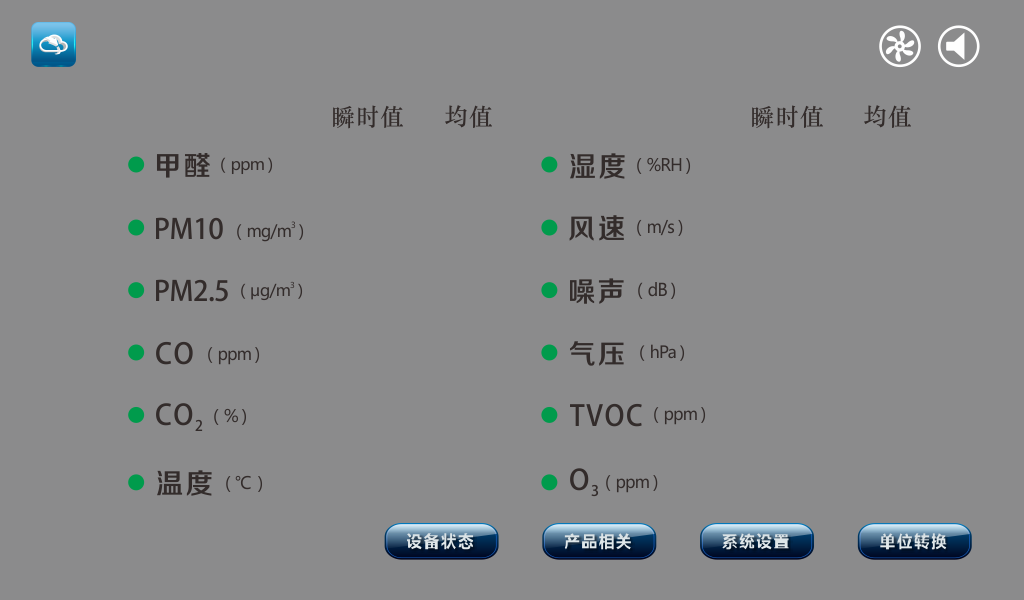 瞬时值 均值 瞬时值 均值
甲醛（ppm）
PM10（mg/m³）
PM2.5（μg/m³）
CO（ppm）
CO₂（%）
温度（℃）
湿度（%RH）
风速（m/s）
噪声（dB）
气压（hPa）
TVOC（ppm）
O₃（ppm）
设备状态 产品相关 系统设置 单位转换